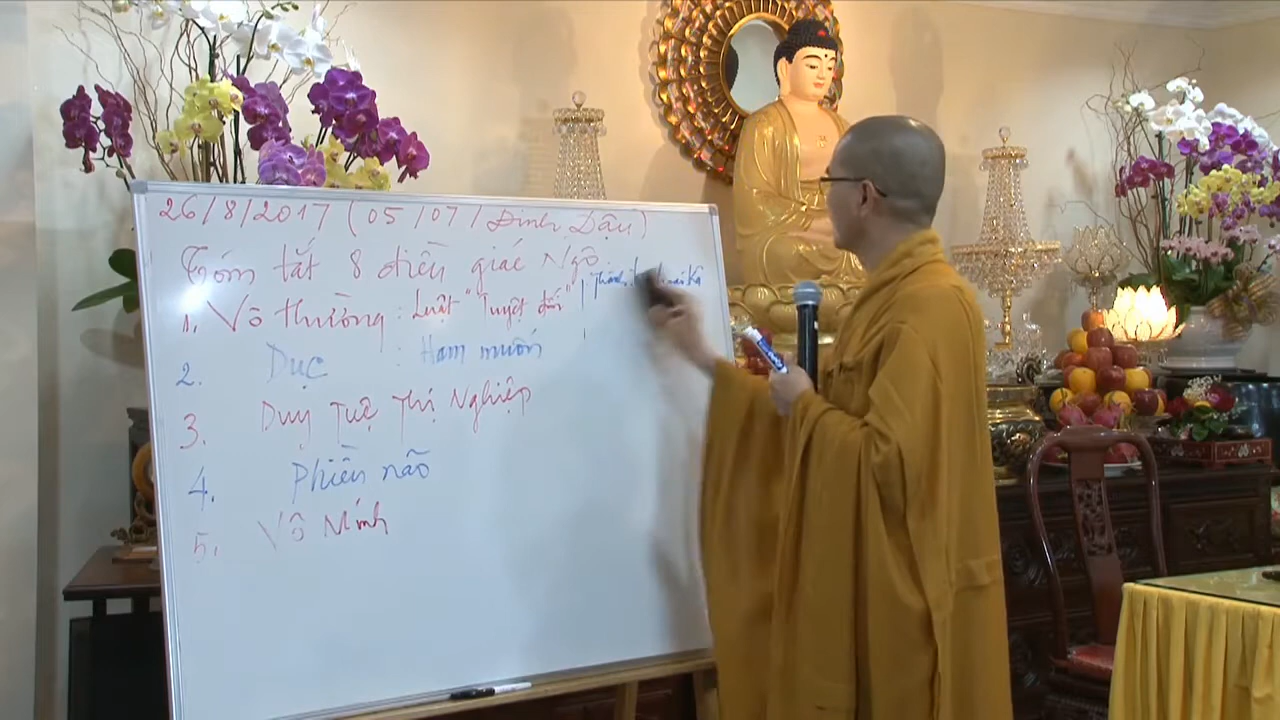 26/8/2017 (05/07/Đinh Dậu)
Tóm tắt 8 điều giác Ngộ
1. Vô thường : Luật "Tuyệt đối"
2. Dục : Ham muốn
3. Duy Tuệ Thị Nghiệp
4. Phiền não
5. Vô Minh